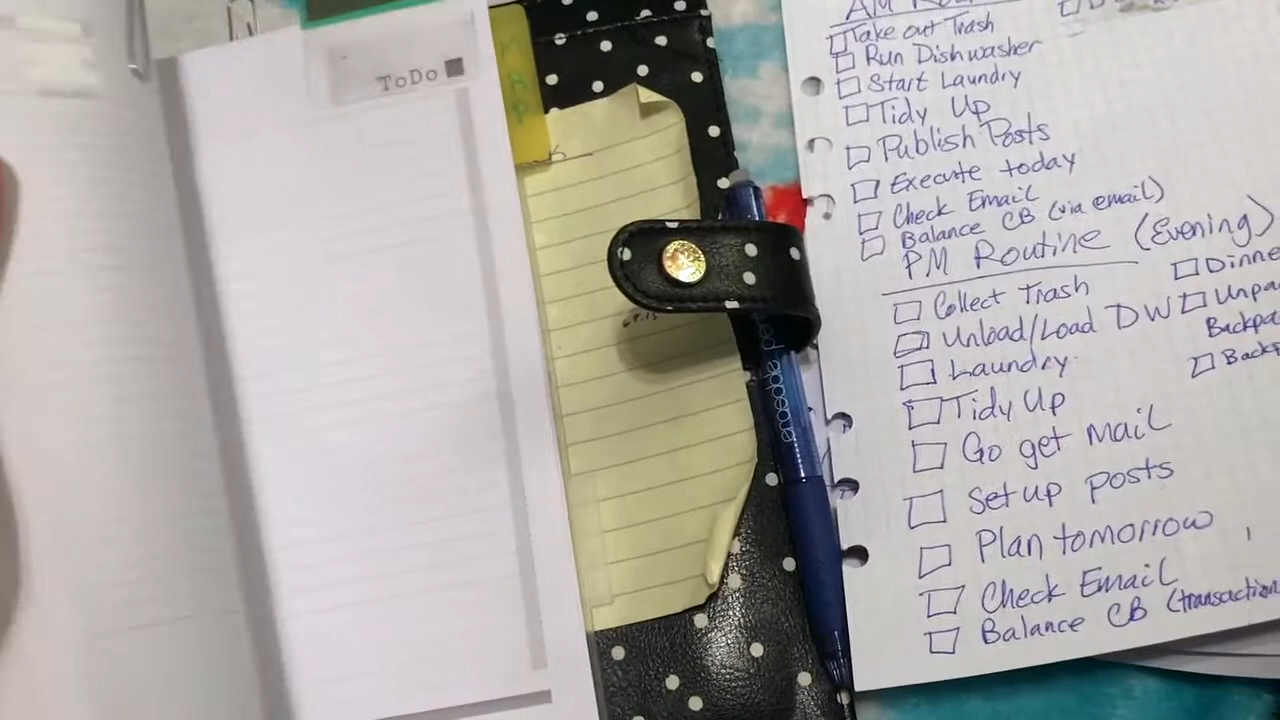 ToDo
erasable pen
AM
Take out Trash
Run Dishwasher
Start Laundry
Tidy Up
Publish Posts
Execute today
Check Email
Balance CB (via email)
PM Routine (Evening)
Collect Trash
Unload/Load DW
Laundry
Tidy Up
Go get Mail
Set up posts
Plan tomorrow
Check Email
Balance CB (transaction
Dinne
Unpa
Backpa
Backp